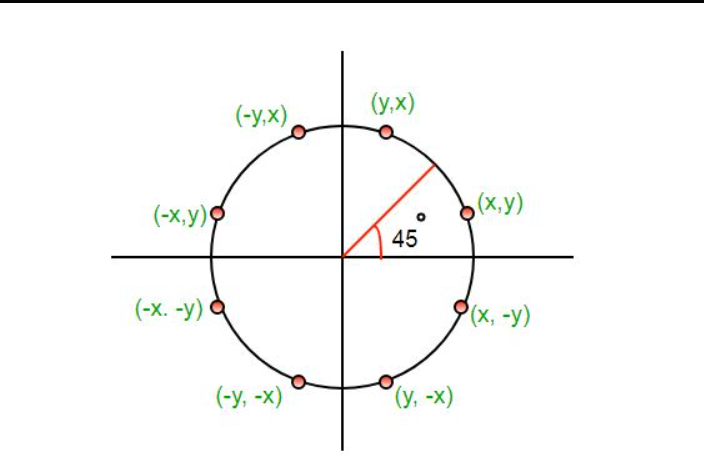 (-y,x)
(y,x)
(-x,y)
(x,y)
45°
(-x. -y)
(x, -y)
(-y, -x)
(y, -x)